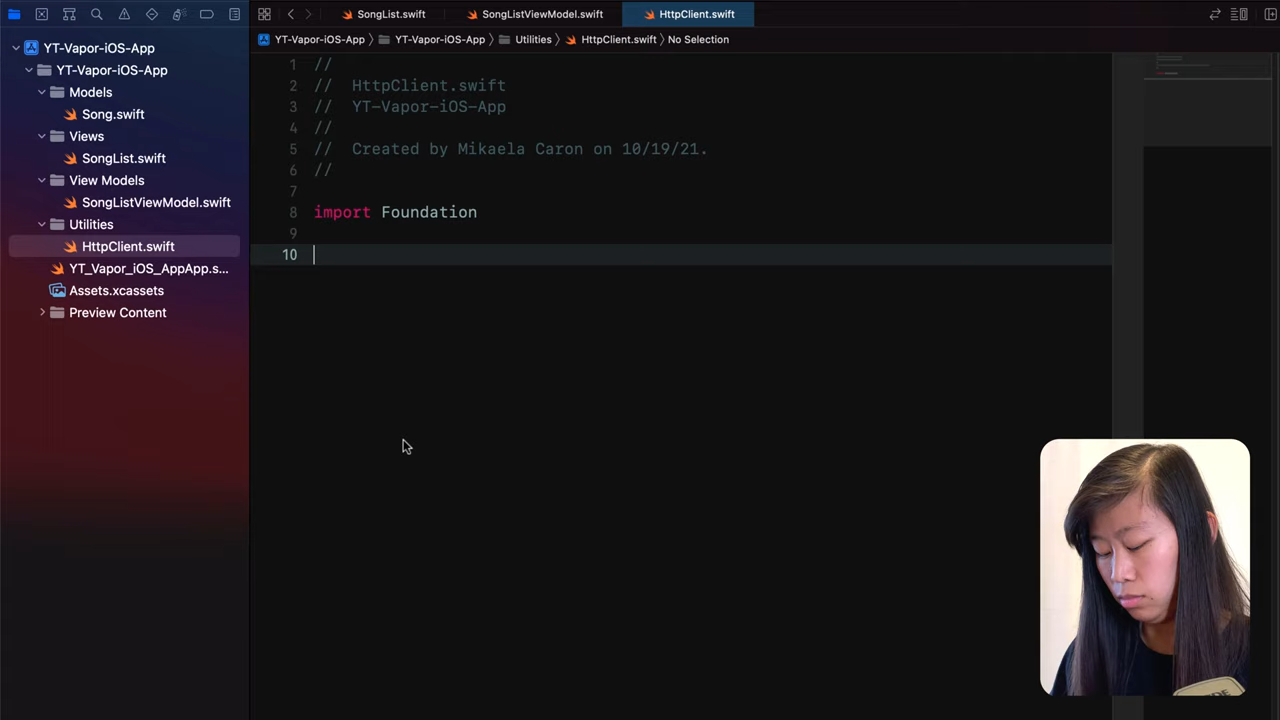 SongList.swift
SongListViewModel.swift
HttpClient.swift
YT-Vapor-iOS-App
YT-Vapor-iOS-App
Models
Song.swift
Views
SongList.swift
View Models
SongListViewModel.swift
Utilities
HttpClient.swift
YT_Vapor_iOS_AppApp.s...
Assets.xcassets
Preview Content
YT-Vapor-iOS-App 〉 YT-Vapor-iOS-App 〉 Utilities 〉 HttpClient.swift 〉 No Selection
1 //
2 // HttpClient.swift
3 // YT-Vapor-iOS-App
4 //
5 // Created by Mikaela Caron on 10/19/21.
6 //
7
8 import Foundation
9
10